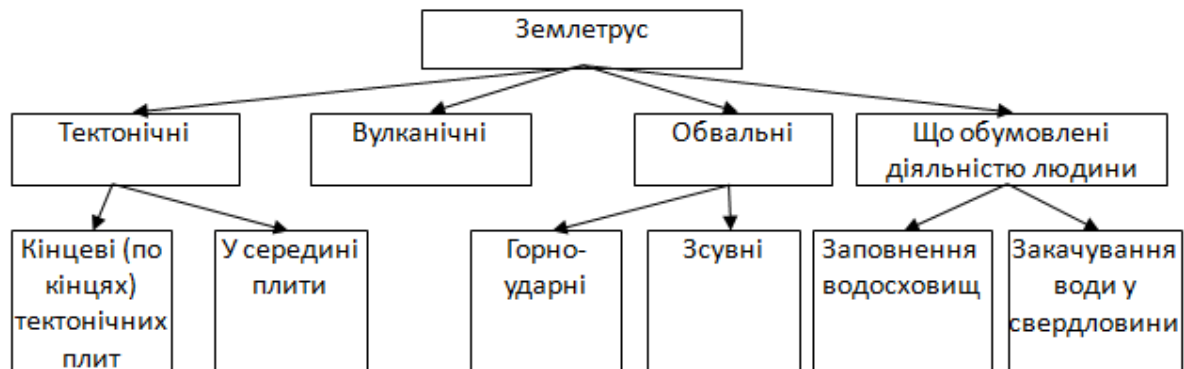 Землетрус
Тектонічні
Вулканічні
Обвальні
Що обумовлені
діяльністю людини
Кінцеві (по
кінцях)
тектонічних
плит
У середині
плити
Горно-
ударні
Зсувні
Заповнення
водосховищ
Закачування
води у
свердловини